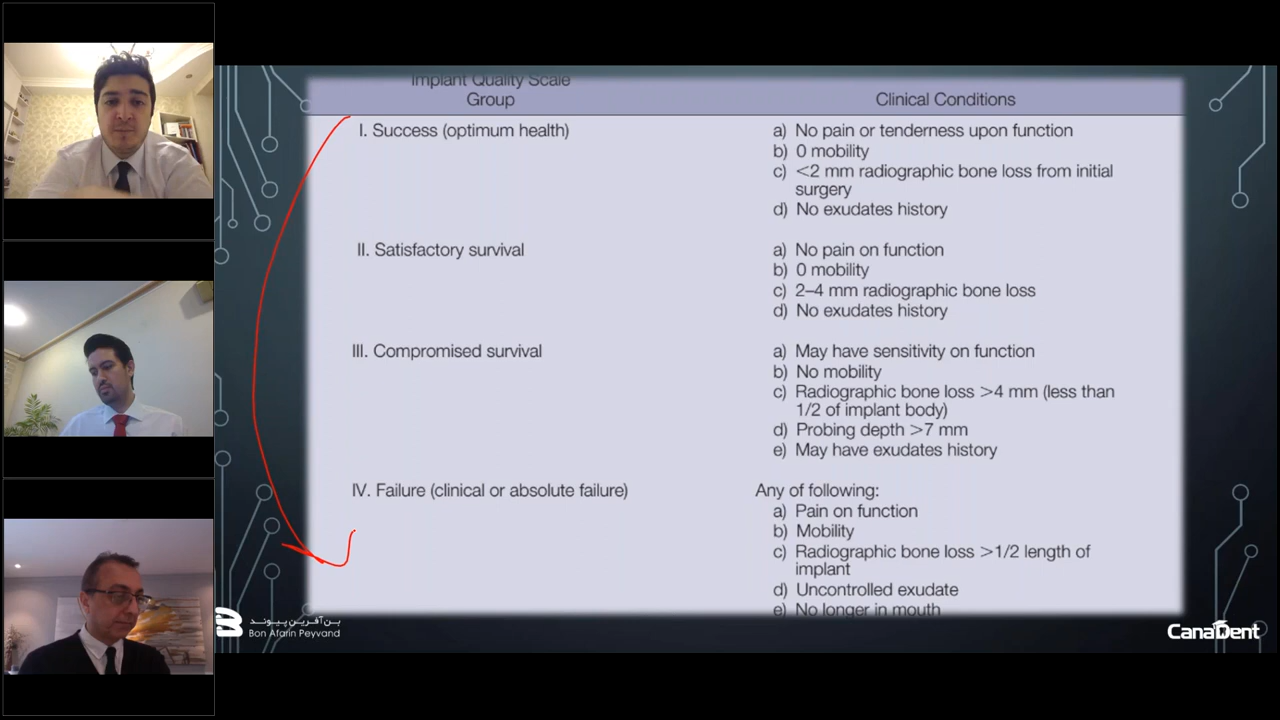 Implant Quality Scale
Group
Clinical Conditions
I. Success (optimum health)
a) No pain or tenderness upon function
b) 0 mobility
c) <2 mm radiographic bone loss from initial
surgery
d) No exudates history
II. Satisfactory survival
a) No pain on function
b) 0 mobility
c) 2–4 mm radiographic bone loss
d) No exudates history
III. Compromised survival
a) May have sensitivity on function
b) No mobility
c) Radiographic bone loss >4 mm (less than
1/2 of implant body)
d) Probing depth >7 mm
e) May have exudates history
IV. Failure (clinical or absolute failure)
Any of following:
a) Pain on function
b) Mobility
c) Radiographic bone loss >1/2 length of
implant
d) Uncontrolled exudate
e) No longer in mouth
بن‌آفرین‌پیوند
Bon Afarin Peyvand
CanaDent